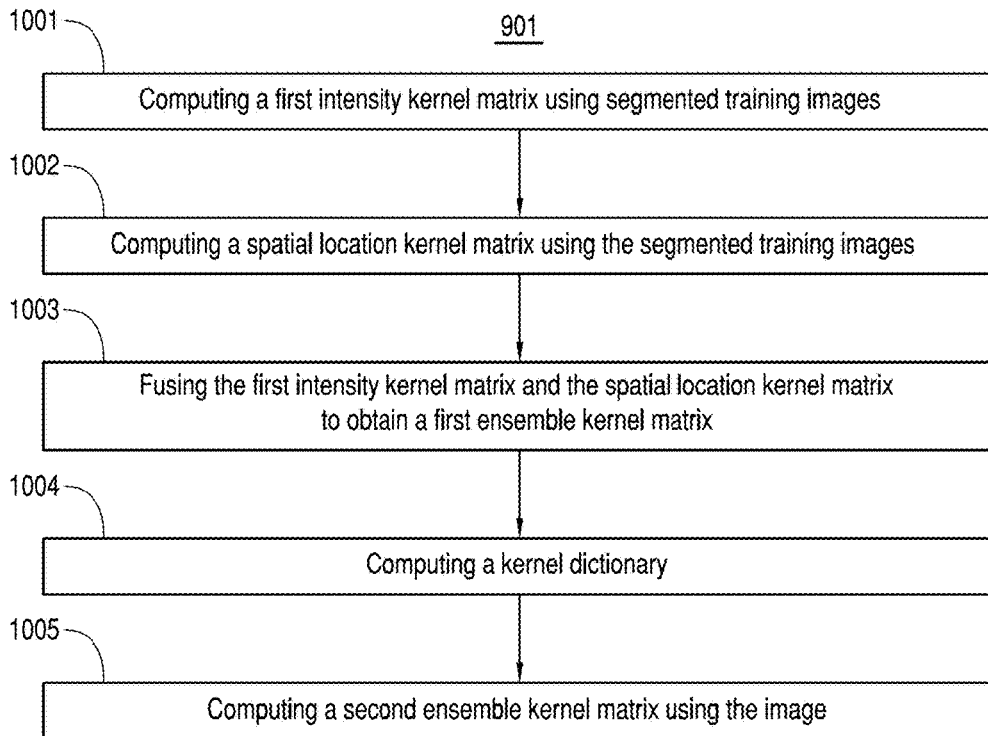 901
1001
Computing a first intensity kernel matrix using segmented training images
1002
Computing a spatial location kernel matrix using the segmented training images
1003
Fusing the first intensity kernel matrix and the spatial location kernel matrix
to obtain a first ensemble kernel matrix
1004
Computing a kernel dictionary
1005
Computing a second ensemble kernel matrix using the image